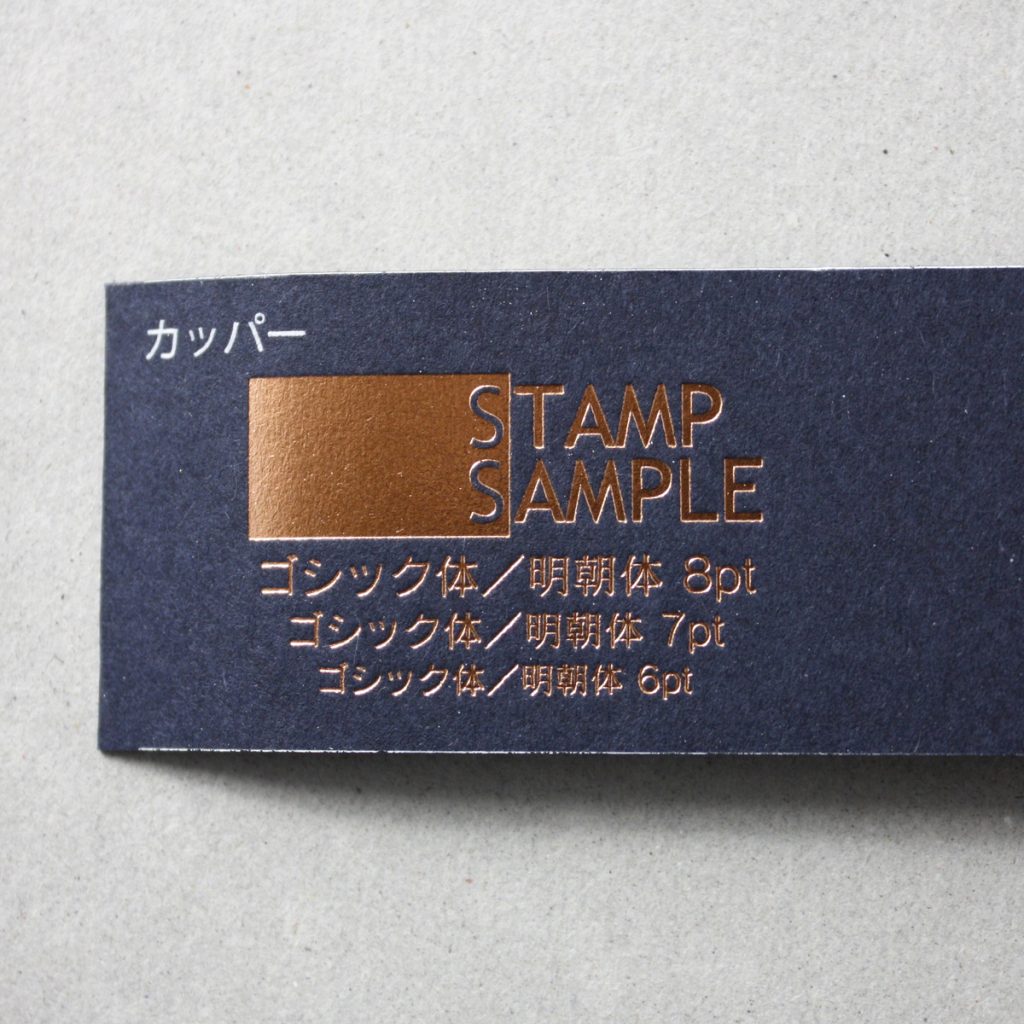 カッパー
STAMP
SAMPLE
ゴシック体／明朝体 8pt
ゴシック体／明朝体 7pt
ゴシック体／明朝体 6pt